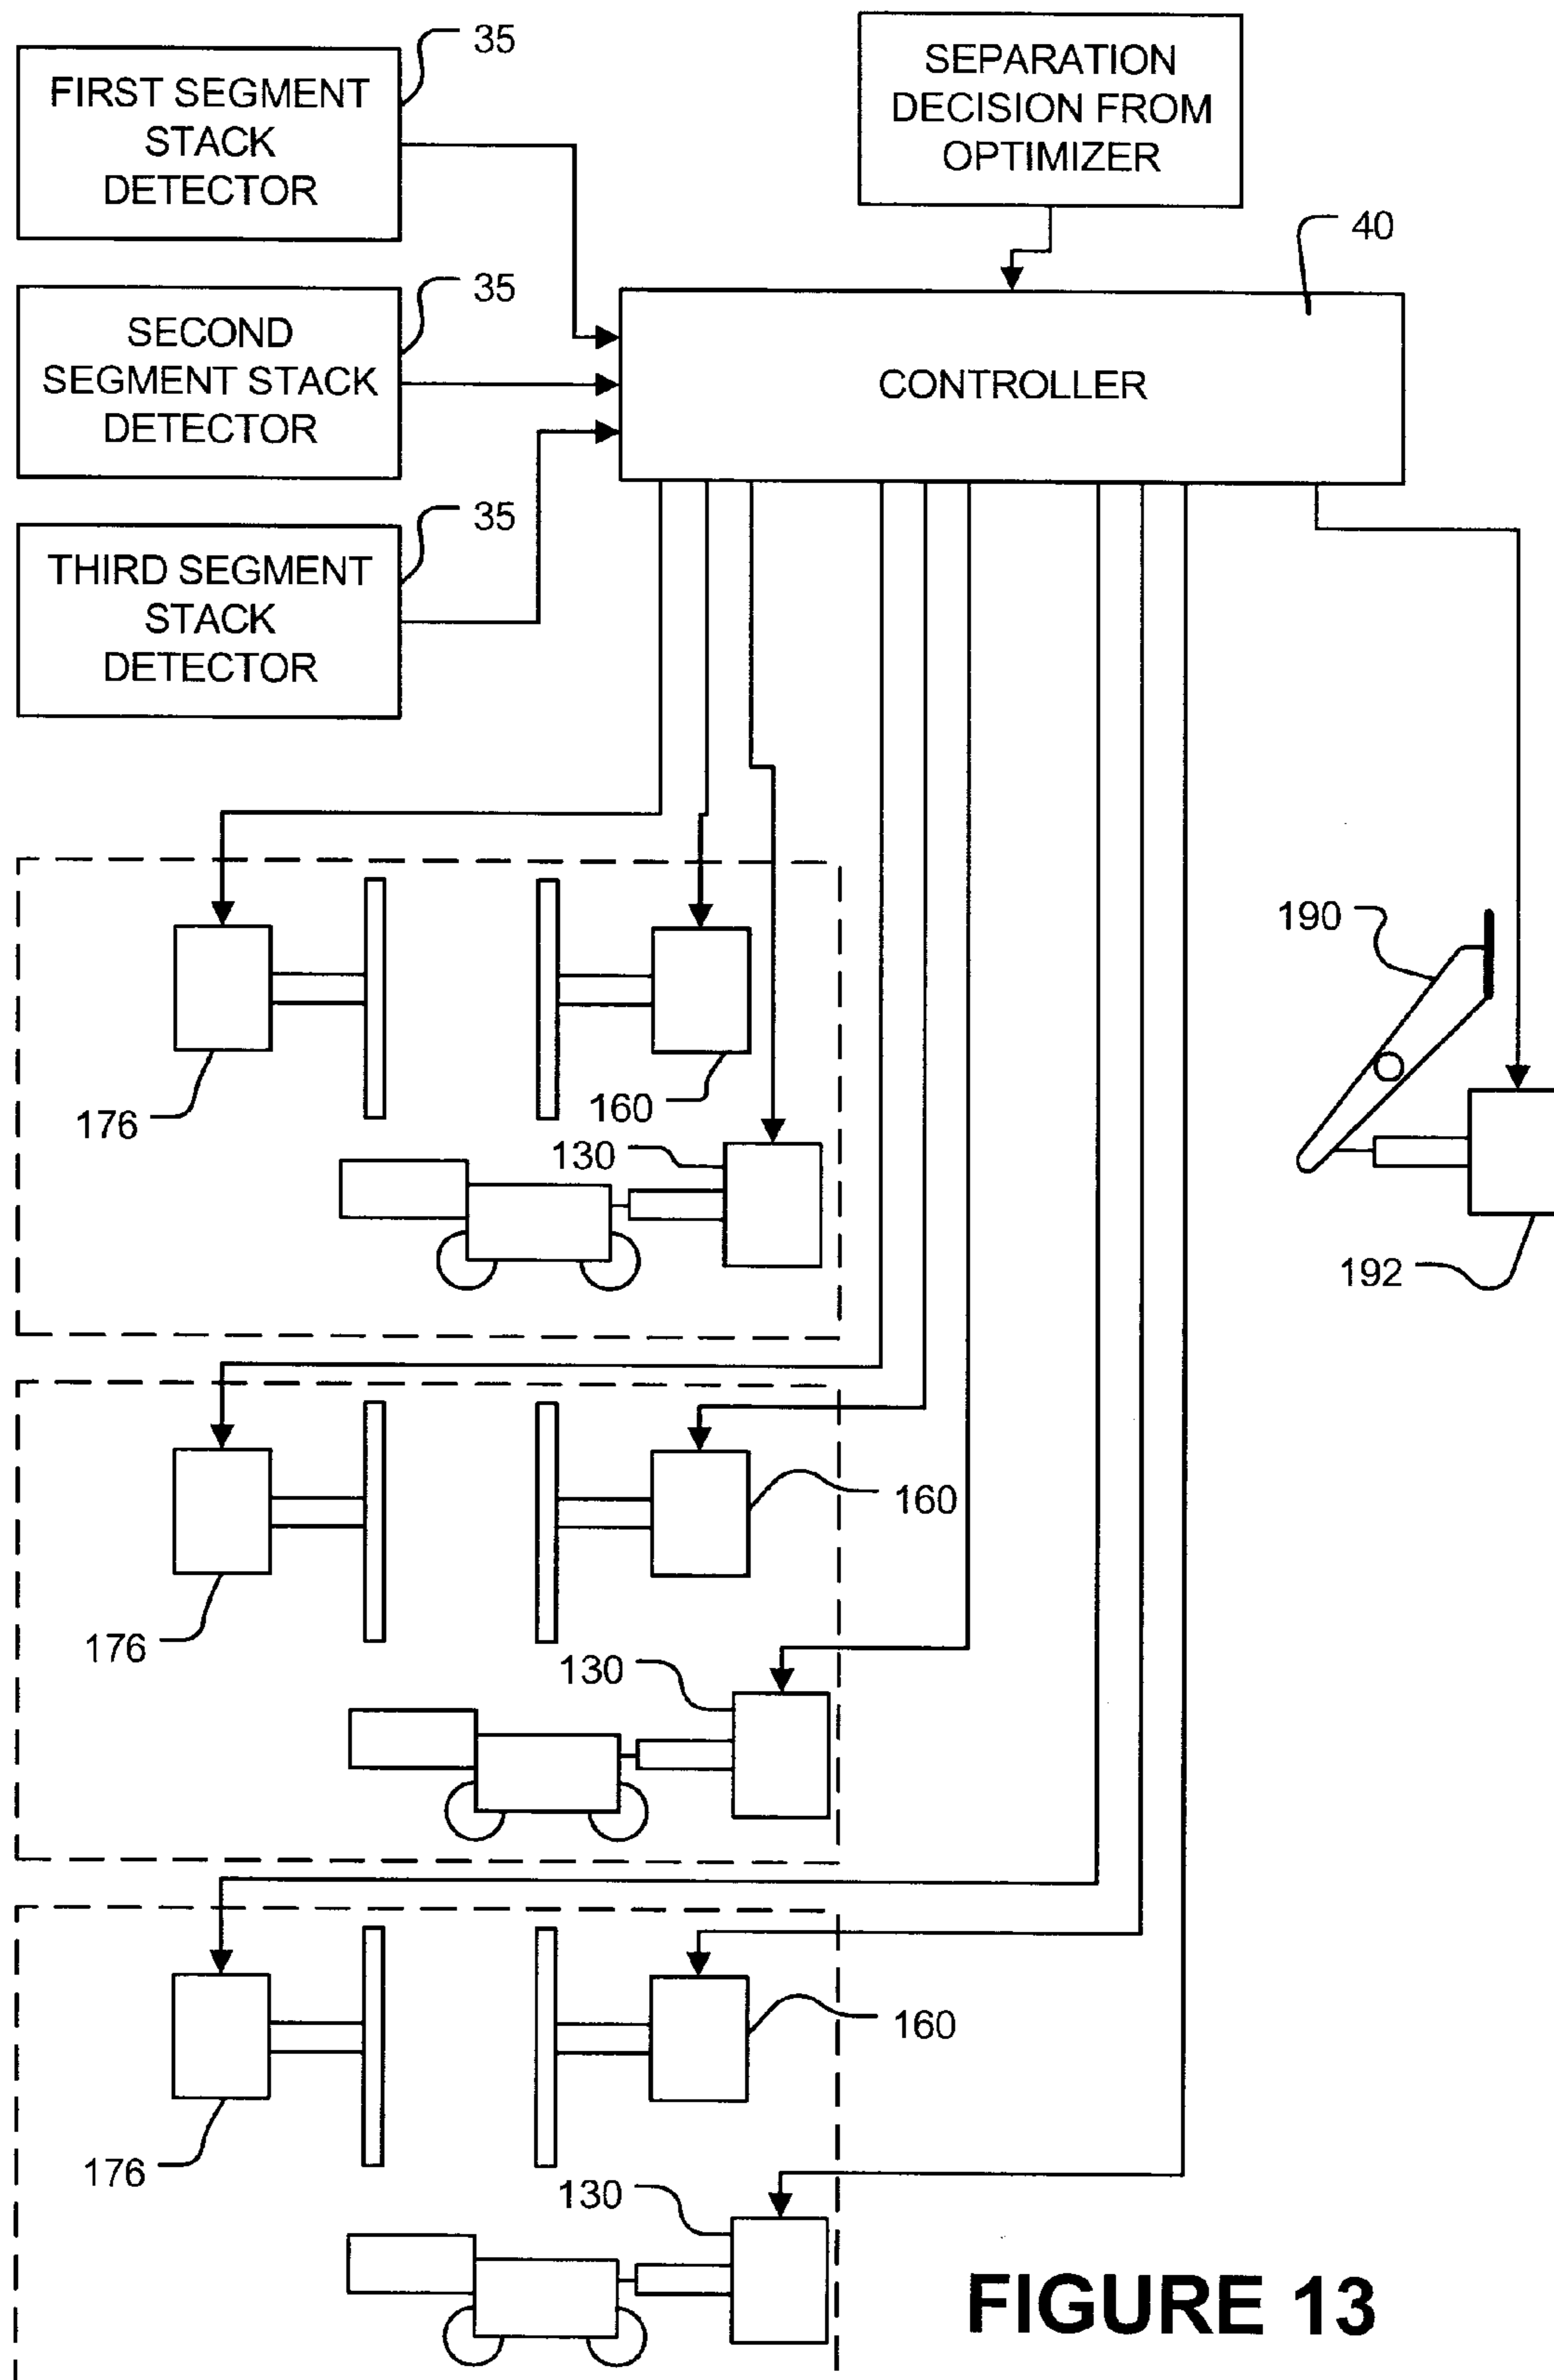 35
FIRST SEGMENT
STACK
DETECTOR
SEPARATION
DECISION FROM
OPTIMIZER
40
35
SECOND
SEGMENT STACK
DETECTOR
CONTROLLER
35
THIRD SEGMENT
STACK
DETECTOR
190
176
160
130
192
160
176
130
160
176
130
FIGURE 13